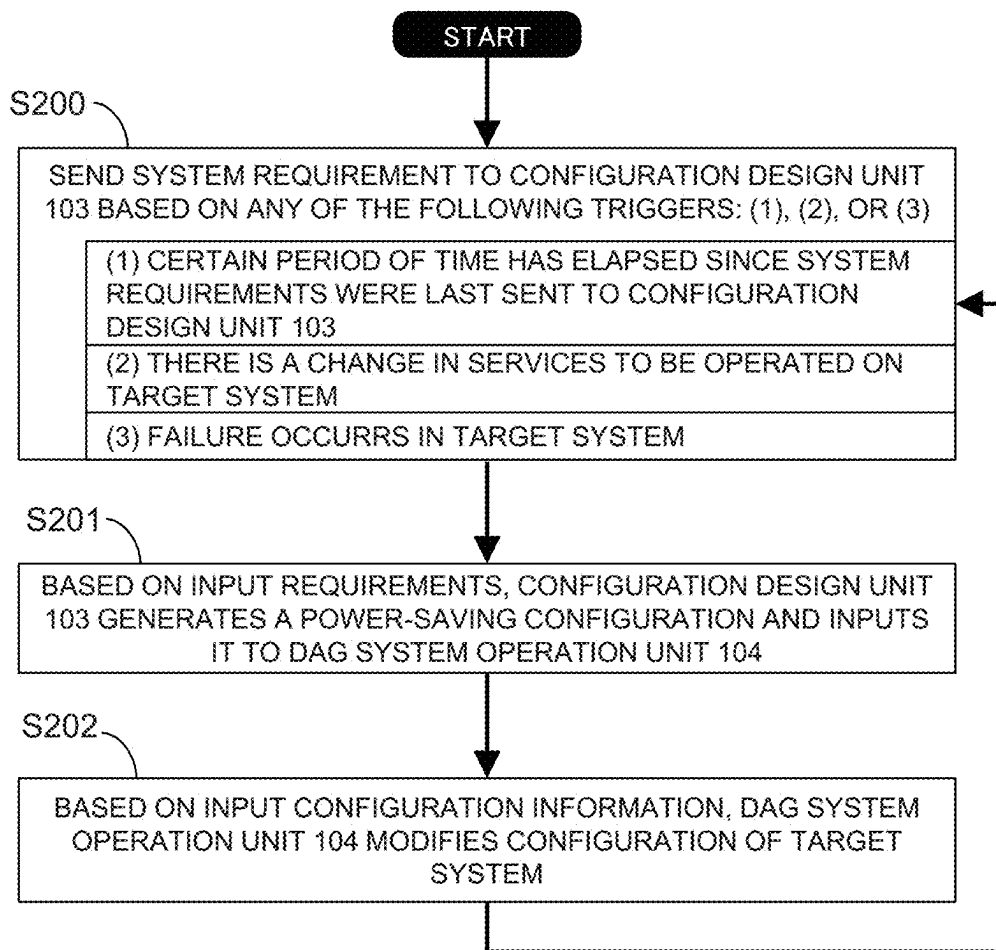 START
S200
SEND SYSTEM REQUIREMENT TO CONFIGURATION DESIGN UNIT
103 BASED ON ANY OF THE FOLLOWING TRIGGERS: (1), (2), OR (3)
(1) CERTAIN PERIOD OF TIME HAS ELAPSED SINCE SYSTEM
REQUIREMENTS WERE LAST SENT TO CONFIGURATION
DESIGN UNIT 103
(2) THERE IS A CHANGE IN SERVICES TO BE OPERATED ON
TARGET SYSTEM
(3) FAILURE OCCURRS IN TARGET SYSTEM
S201
BASED ON INPUT REQUIREMENTS, CONFIGURATION DESIGN UNIT
103 GENERATES A POWER-SAVING CONFIGURATION AND INPUTS
IT TO DAG SYSTEM OPERATION UNIT 104
S202
BASED ON INPUT CONFIGURATION INFORMATION, DAG SYSTEM
OPERATION UNIT 104 MODIFIES CONFIGURATION OF TARGET
SYSTEM